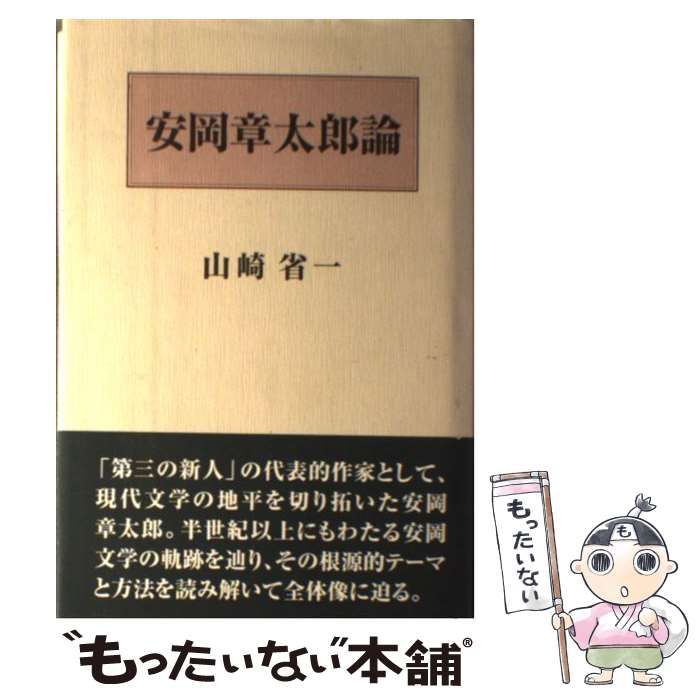 安岡章太郎論
山崎 省一
「第三の新人」の代表的作家として、
現代文学の地平を切り拓いた安岡
章太郎。半世紀以上にもわたる安岡
文学の軌跡を辿り、その根源的テーマ
と方法を読み解いて全体像に迫る。
もったいない
も
"もったいない"本舗®